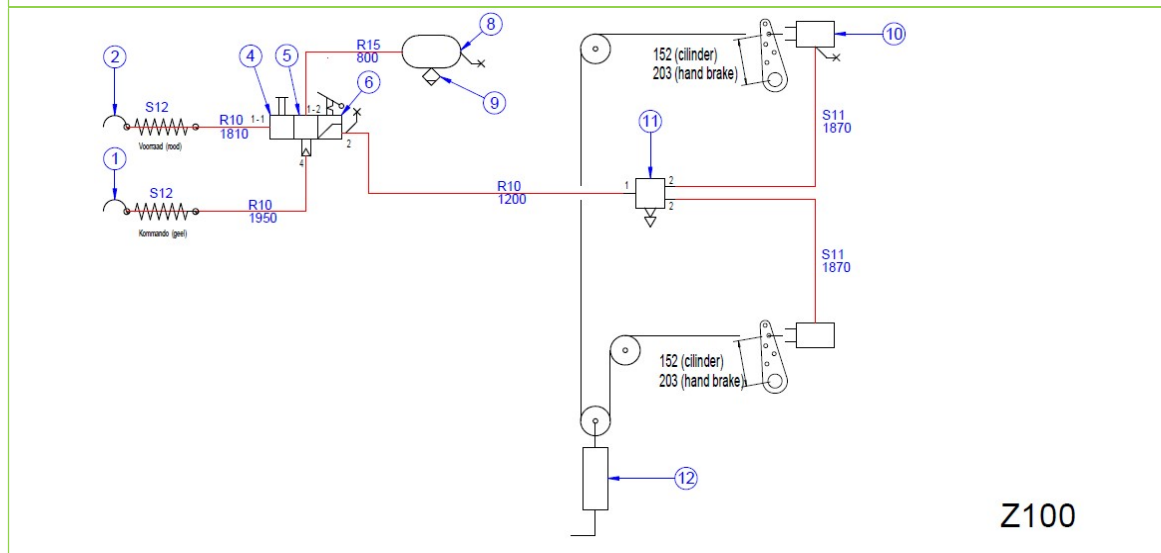 8
R15
800
152 (cilinder)
203 (hand brake)
10
2
4
5
6
9
S12
R10
1810
1-1
1-2
2
Voorraad (rood)
4
S11
1870
11
1
S12
R10
1950
Kommando (geel)
R10
1200
1
2
2
S11
1870
152 (cilinder)
203 (hand brake)
12
Z100